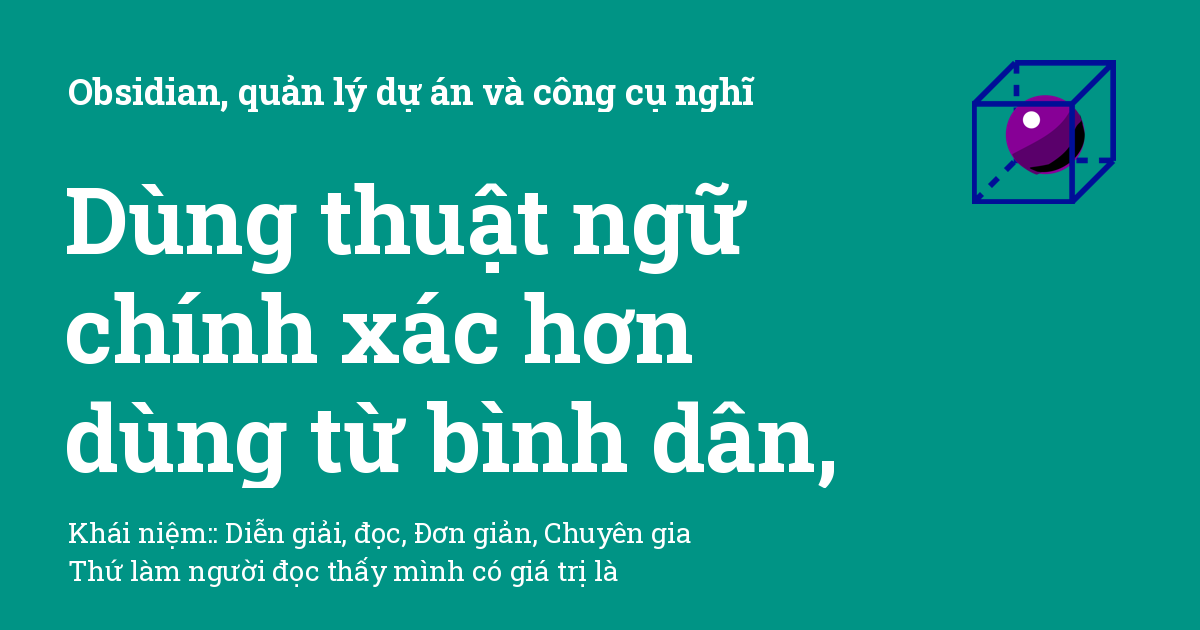 Obsidian, quản lý dự án và công cụ nghĩ
Dùng thuật ngữ
chính xác hơn
dùng từ bình dân,
Khái niệm:: Diễn giải, đọc, Đơn giản, Chuyên gia
Thứ làm người đọc thấy mình có giá trị là